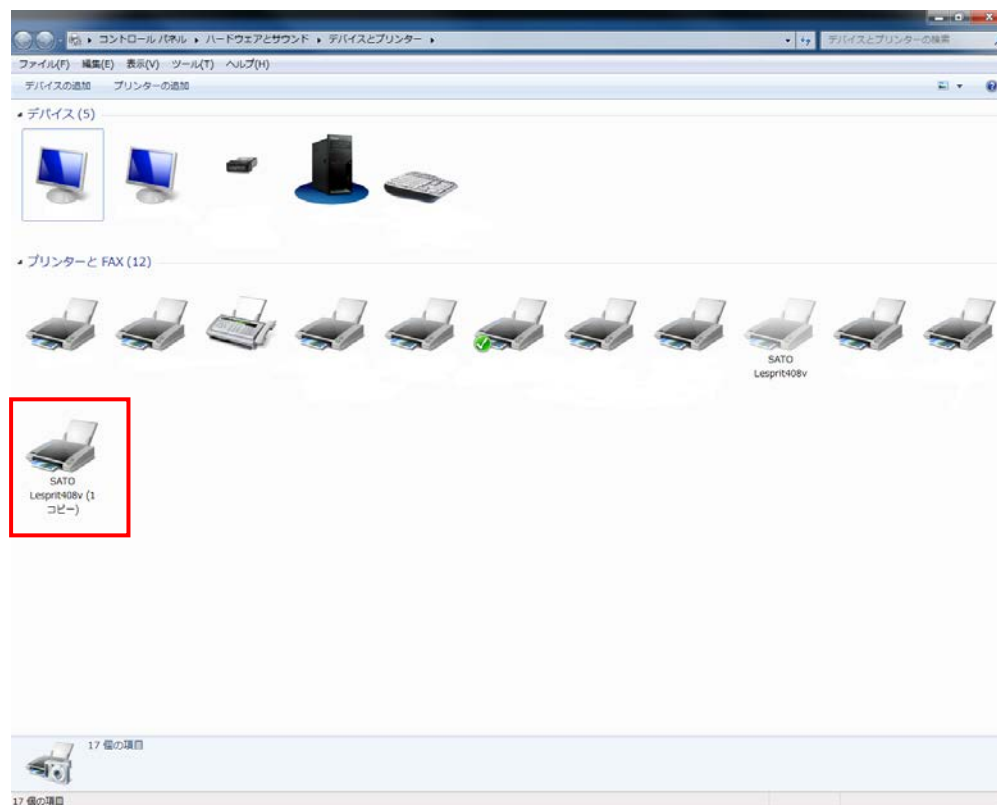 コントロール パネル ▸ ハードウェアとサウンド ▸ デバイスとプリンター ▸
デバイスとプリンターの検索
ファイル(F) 編集(E) 表示(V) ツール(T) ヘルプ(H)
デバイスの追加 プリンターの追加
デバイス (5)
プリンターと FAX (12)
SATO
Lesprit408v
SATO
Lesprit408v (1
コピー)
17 個の項目
17 個の項目